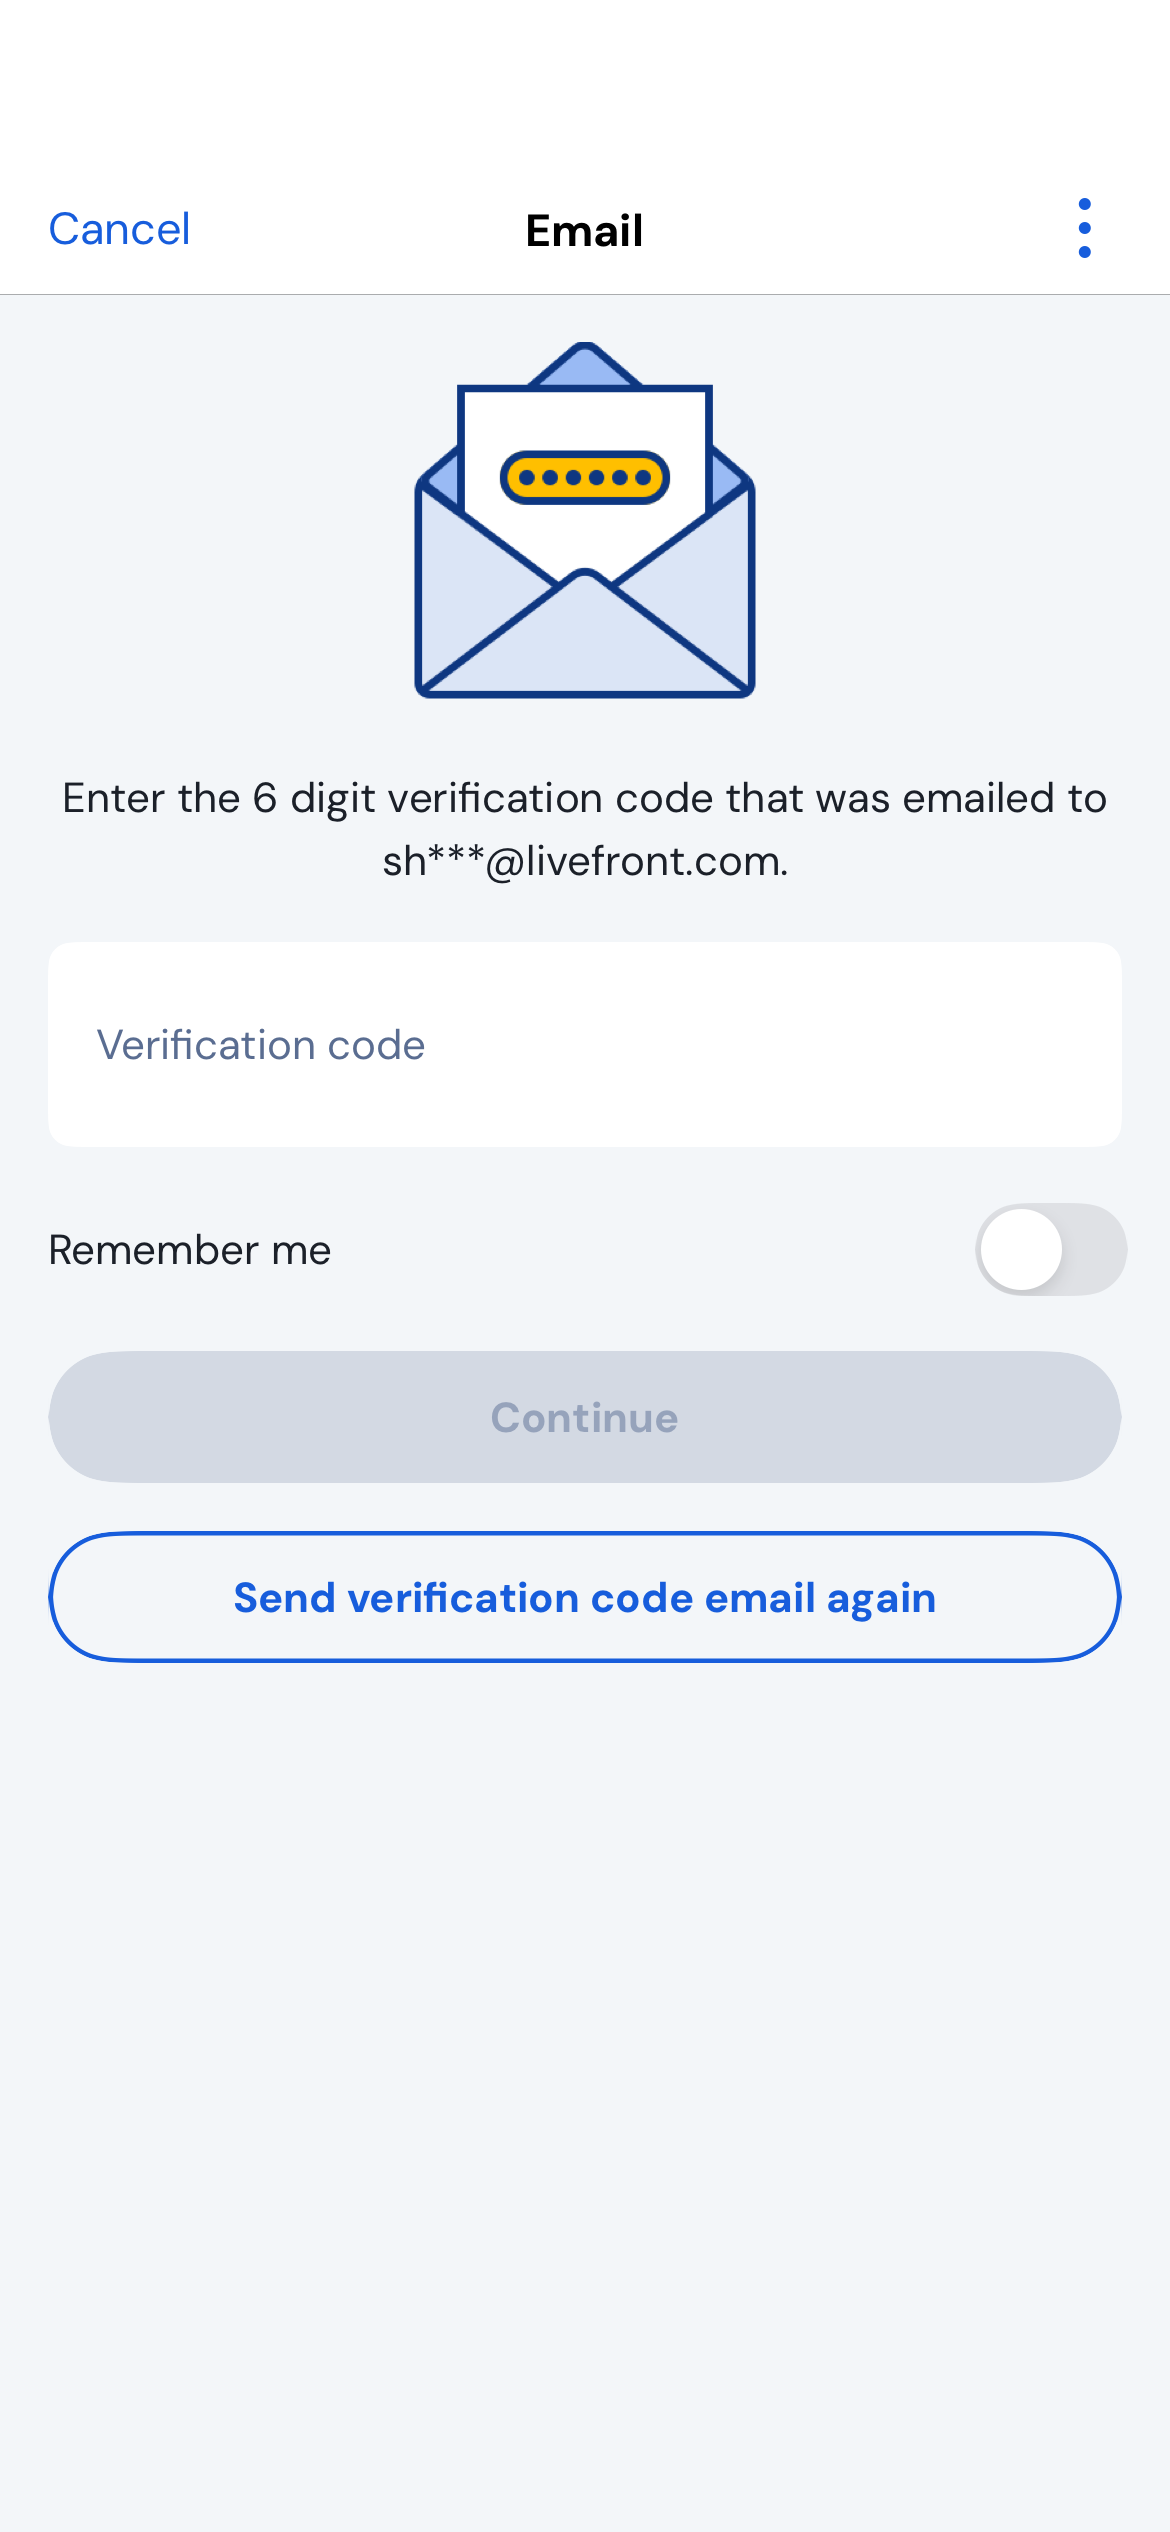 Cancel
Email
Enter the 6 digit verification code that was emailed to
sh***@livefront.com.
Verification code
Remember me
Continue
Send verification code email again